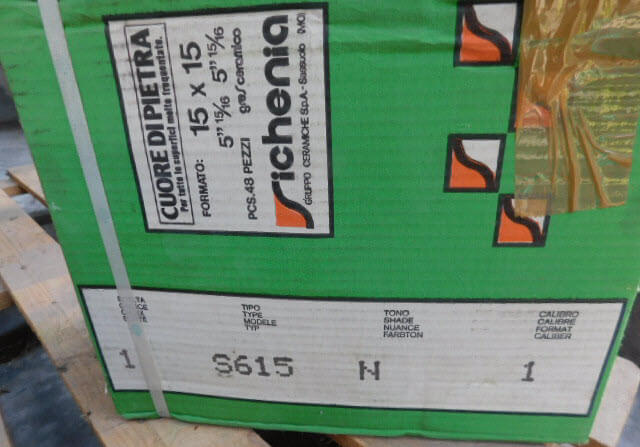 CUORE DI PIETRA
Per tutte le superfici molto frequentate.
FORMATO: 15 x 15
5" 15/16 5" 15/16
PCS. 48 PEZZI gres ceramico
Sichenia
GRUPPO CERAMICHE S.p.A. - Sassuolo (MO)
TIPO
TYPE
MODELE
TYP
TONO
SHADE
NUANCE
FARBTON
CALIBRO
CALIBRE
FORMAT
CALIBER
1 S615 N 1